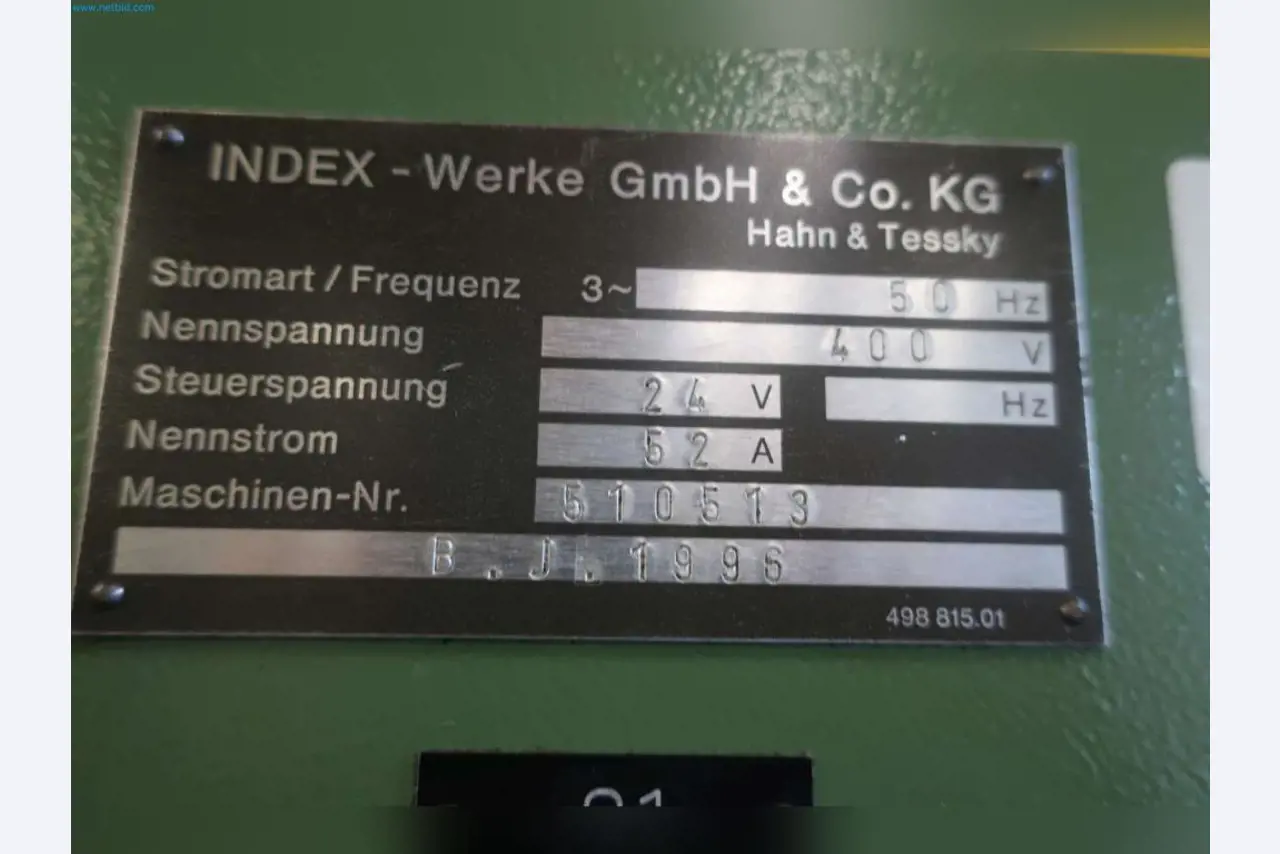 www.netbid.com
INDEX - Werke GmbH & Co. KG
Hahn & Tessky
Stromart / Frequenz 3~ 50 Hz
Nennspannung 400 V
Steuerspannung 24 V Hz
Nennstrom 52 A
Maschinen-Nr. 510513
B.J.1996
498 815.01